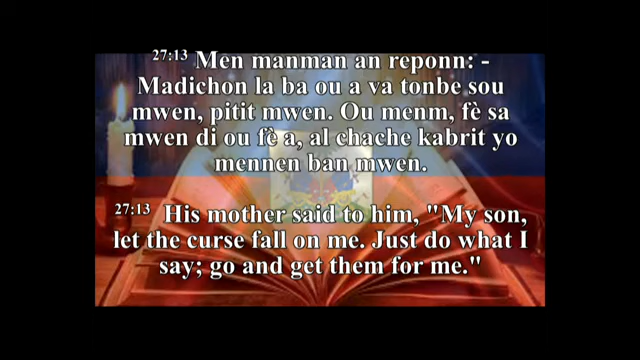 27:13 Men manman an reponn: -
Madichon la ba ou a va tonbe sou
mwen, pitit mwen. Ou menm, fè sa
mwen di ou fè a, al chache kabrit yo
mennen ban mwen.
27:13 His mother said to him, "My son,
let the curse fall on me. Just do what I
say; go and get them for me."